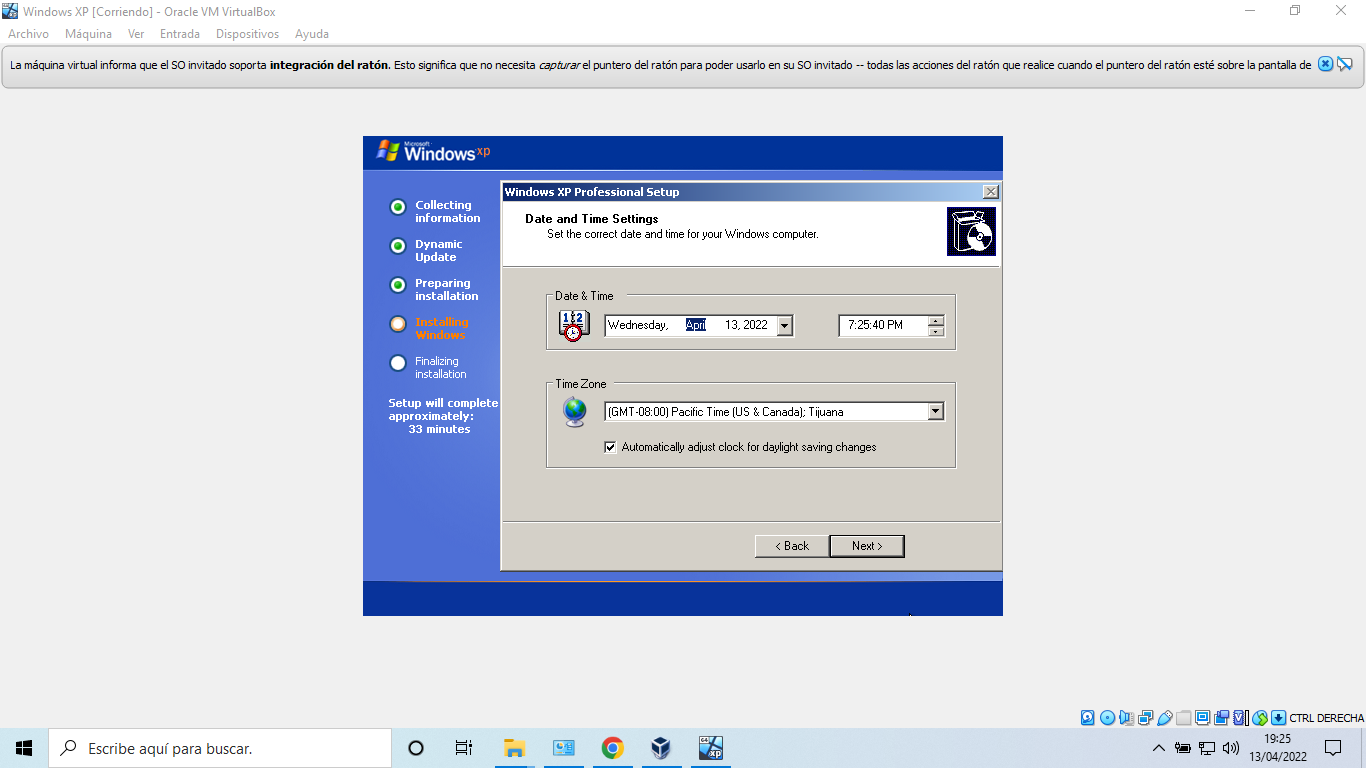 Windows XP [Corriendo] - Oracle VM VirtualBox
Archivo Máquina Ver Entrada Dispositivos Ayuda
La máquina virtual informa que el SO invitado soporta integración del ratón. Esto significa que no necesita capturar el puntero del ratón para poder usarlo en su SO invitado -- todas las acciones del ratón que realice cuando el puntero del ratón esté sobre la pantalla de
Microsoft
Windows xp
Collecting
information
Dynamic
Update
Preparing
installation
Installing
Windows
Finalizing
installation
Setup will complete
approximately:
33 minutes
Windows XP Professional Setup
Date and Time Settings
Set the correct date and time for your Windows computer.
Date & Time
Wednesday, April 13, 2022
7:25:40 PM
Time Zone
(GMT-08:00) Pacific Time (US & Canada); Tijuana
Automatically adjust clock for daylight saving changes
< Back
Next >
CTRL DERECHA
Escribe aquí para buscar.
64
XP
19:25
13/04/2022